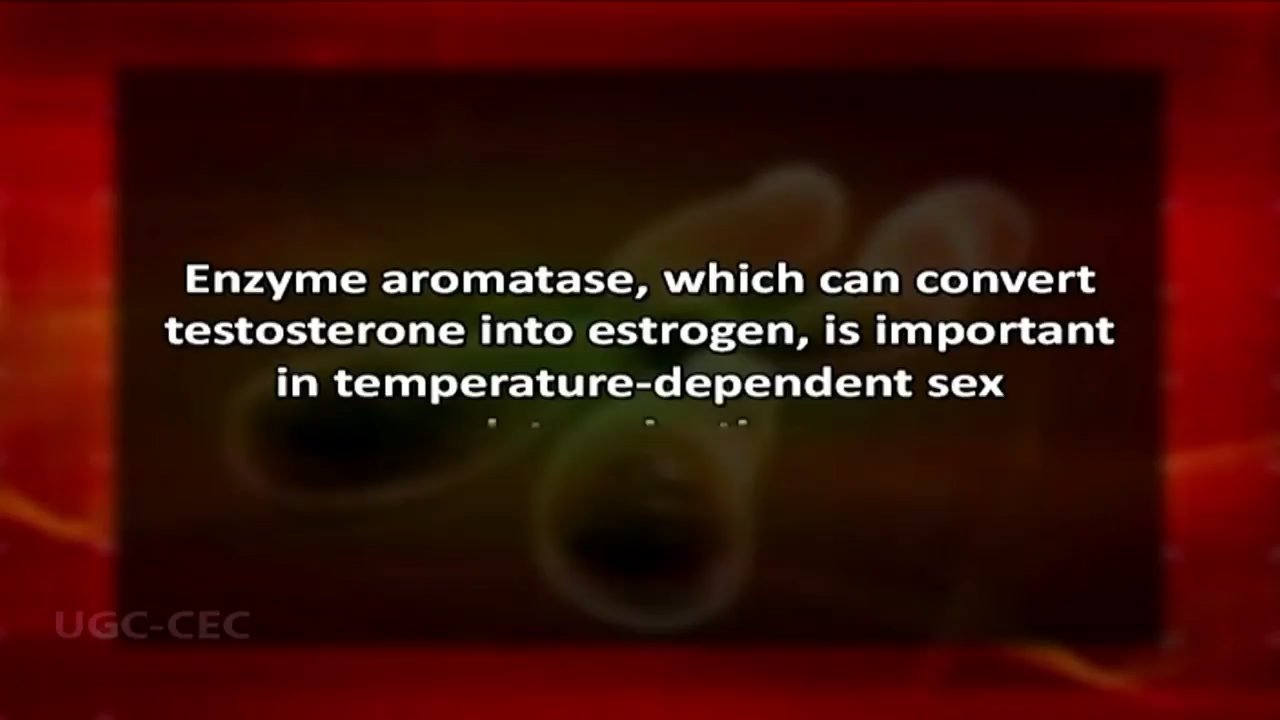 Enzyme aromatase, which can convert
testosterone into estrogen, is important
in temperature-dependent sex
UGC-CEC